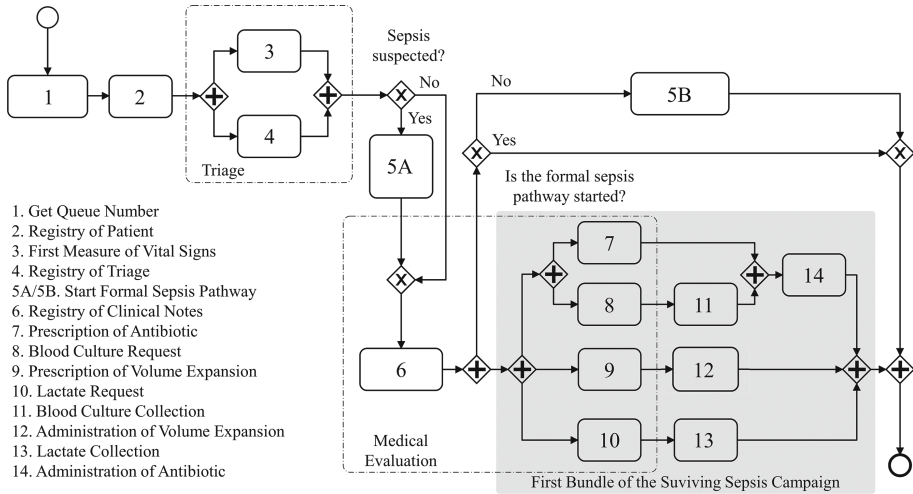 Sepsis
suspected?
3
No
No
5B
1
2
Yes
Yes
4
5A
Triage
Is the formal sepsis
pathway started?
1. Get Queue Number
2. Registry of Patient
3. First Measure of Vital Signs
4. Registry of Triage
5A/5B. Start Formal Sepsis Pathway
6. Registry of Clinical Notes
7. Prescription of Antibiotic
8. Blood Culture Request
9. Prescription of Volume Expansion
10. Lactate Request
11. Blood Culture Collection
12. Administration of Volume Expansion
13. Lactate Collection
14. Administration of Antibiotic
7
14
8
11
6
9
12
10
13
Medical
Evaluation
First Bundle of the Suviving Sepsis Campaign